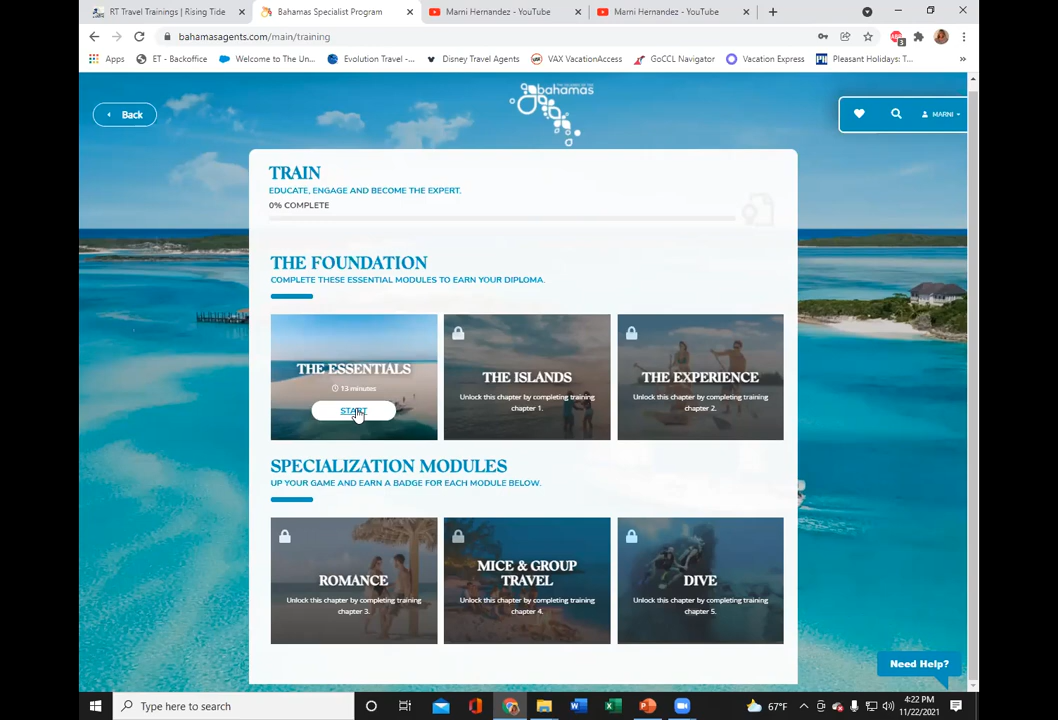 RT Travel Trainings | Rising Tide
Bahamas Specialist Program
Marni Hernandez - YouTube
Marni Hernandez - YouTube
bahamasagents.com/main/training
3
Apps
ET - Backoffice
Welcome to The Un...
Evolution Travel -...
Disney Travel Agents
VAX VacationAccess
GoCCL Navigator
Vacation Express
Pleasant Holidays: T...
»
Back
bahamas
MARNI
TRAIN
EDUCATE, ENGAGE AND BECOME THE EXPERT.
0% COMPLETE
THE FOUNDATION
COMPLETE THESE ESSENTIAL MODULES TO EARN YOUR DIPLOMA.
THE ESSENTIALS
13 minutes
START
THE ISLANDS
Unlock this chapter by completing training
chapter 1.
THE EXPERIENCE
Unlock this chapter by completing training
chapter 2.
SPECIALIZATION MODULES
UP YOUR GAME AND EARN A BADGE FOR EACH MODULE BELOW.
ROMANCE
Unlock this chapter by completing training
chapter 3.
MICE & GROUP
TRAVEL
Unlock this chapter by completing training
chapter 4.
DIVE
Unlock this chapter by completing training
chapter 5.
Need Help?
Type here to search
67°F
4:22 PM
11/22/2021